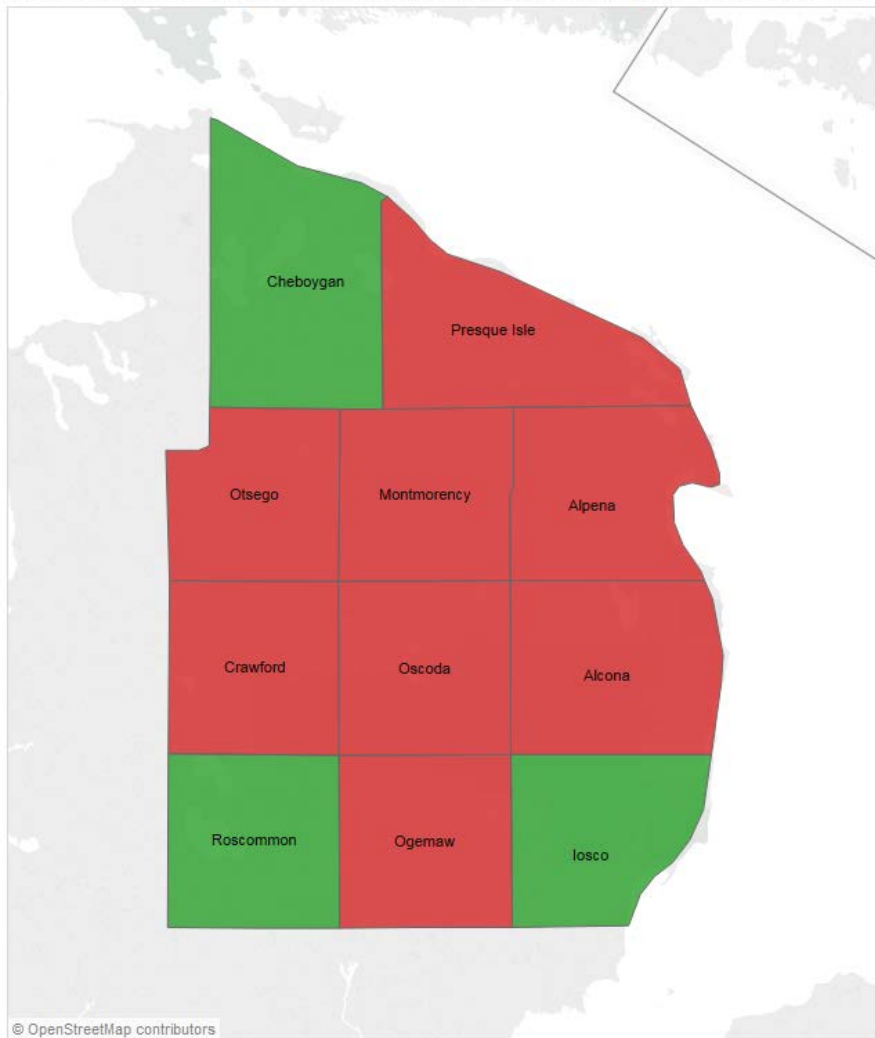 Cheboygan
Presque Isle
Otsego
Montmorency
Alpena
Crawford
Oscoda
Alcona
Roscommon
Ogemaw
Iosco
© OpenStreetMap contributors